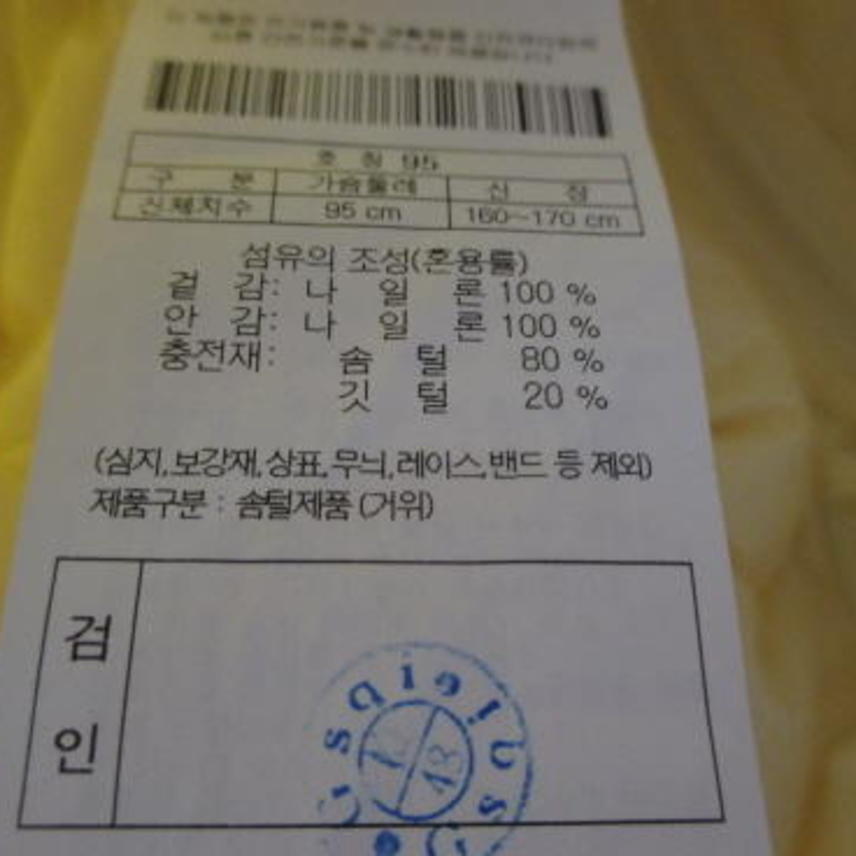 호 칭 95
구 분 가슴둘레 신 장
신체치수 95 cm 160~170 cm
섬유의 조성(혼용률)
겉 감: 나 일 론 100 %
안 감: 나 일 론 100 %
충전재: 솜 털 80 %
깃 털 20 %
(심지,보강재,상표,무늬,레이스,밴드 등 제외)
제품구분 : 솜털제품 (거위)
검
인